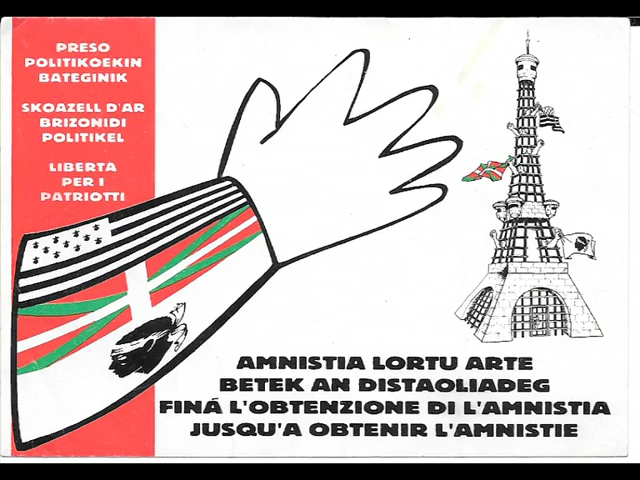 PRESO
POLITIKOEKIN
BATEGINIK
SKOAZELL D'AR
BRIZONIDI
POLITIKEL
LIBERTA
PER I
PATRIOTTI
AMNISTIA LORTU ARTE
BETEK AN DISTAOLIADEG
FINÁ L'OBTENZIONE DI L'AMNISTIA
JUSQU'A OBTENIR L'AMNISTIE